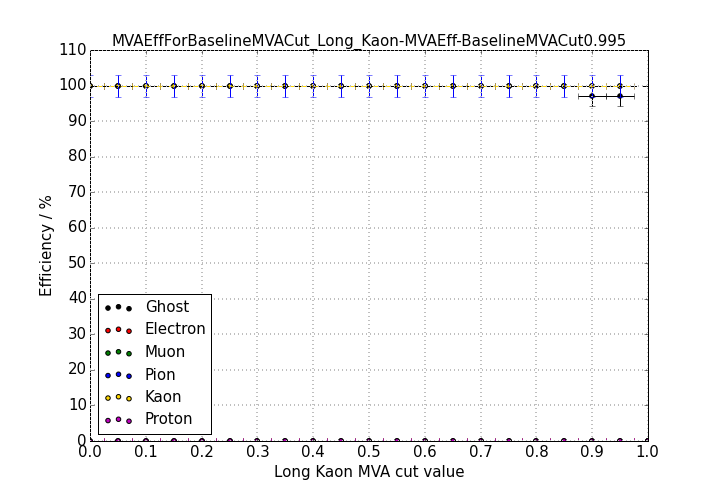 MVAEffForBaselineMVACut_Long_Kaon-MVAEff-BaselineMVACut0.995
110
100
90
80
70
60
50
40
30
20
10
0
Efficiency / %
Ghost
Electron
Muon
Pion
Kaon
Proton
0.0 0.1 0.2 0.3 0.4 0.5 0.6 0.7 0.8 0.9 1.0
Long Kaon MVA cut value